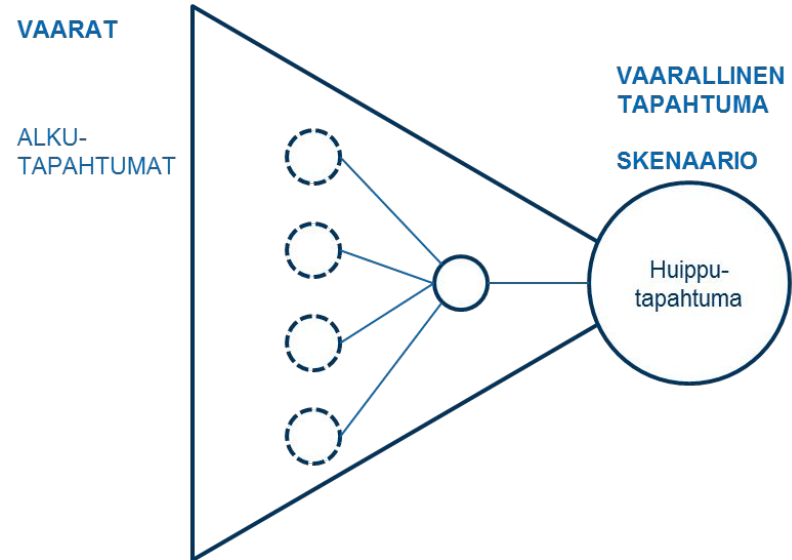 VAARAT
ALKU-
TAPAHTUMAT
VAARALLINEN
TAPAHTUMA
SKENAARIO
Huippu-
tapahtuma